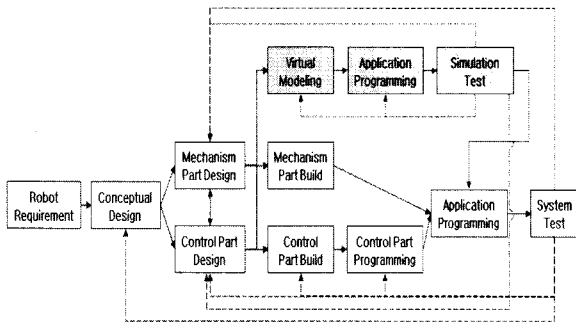 Virtual
Modeling
Application
Programming
Simulation
Test
Mechanism
Part Design
Mechanism
Part Build
Robot
Requirement
Conceptual
Design
Application
Programming
System
Test
Control Part
Design
Control
Part Build
Control Part
Programming